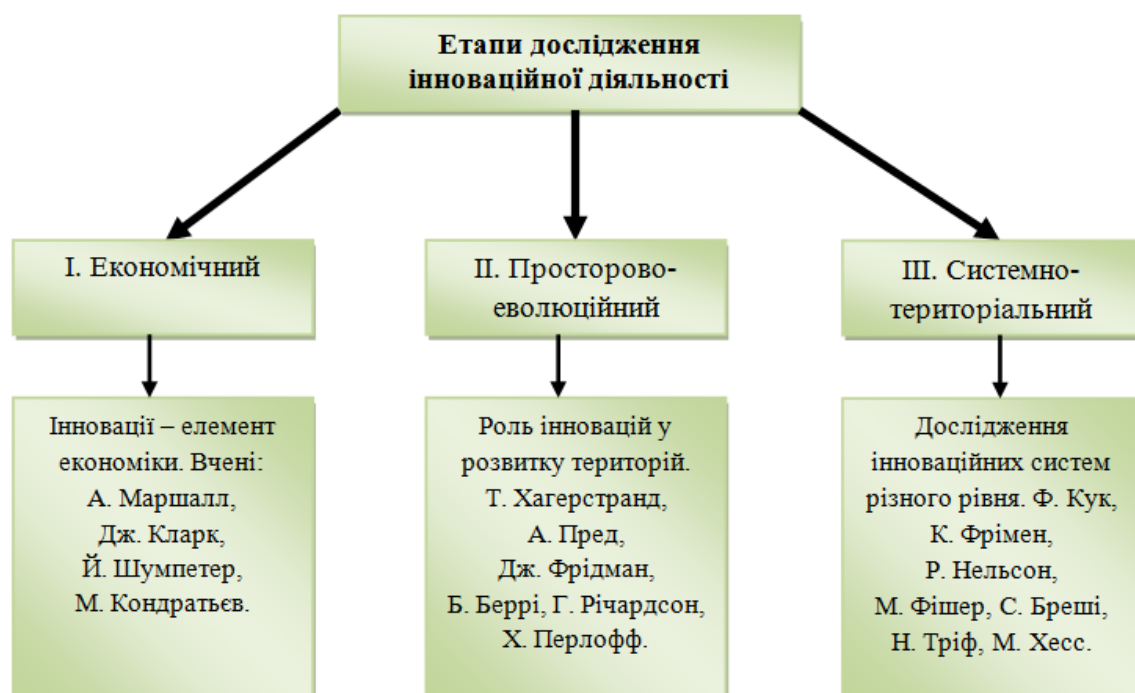 Етапи дослідження
інноваційної діяльності
І. Економічний
ІІ. Просторово-
еволюційний
ІІІ. Системно-
територіальний
Інновації – елемент
економіки. Вчені:
А. Маршалл,
Дж. Кларк,
Й. Шумпетер,
М. Кондратьєв.
Роль інновацій у
розвитку територій.
Т. Хагерстранд,
А. Пред,
Дж. Фрідман,
Б. Беррі, Г. Річардсон,
Х. Перлофф.
Дослідження
інноваційних систем
різного рівня. Ф. Кук,
К. Фрімен,
Р. Нельсон,
М. Фішер, С. Бреші,
Н. Тріф, М. Хесс.